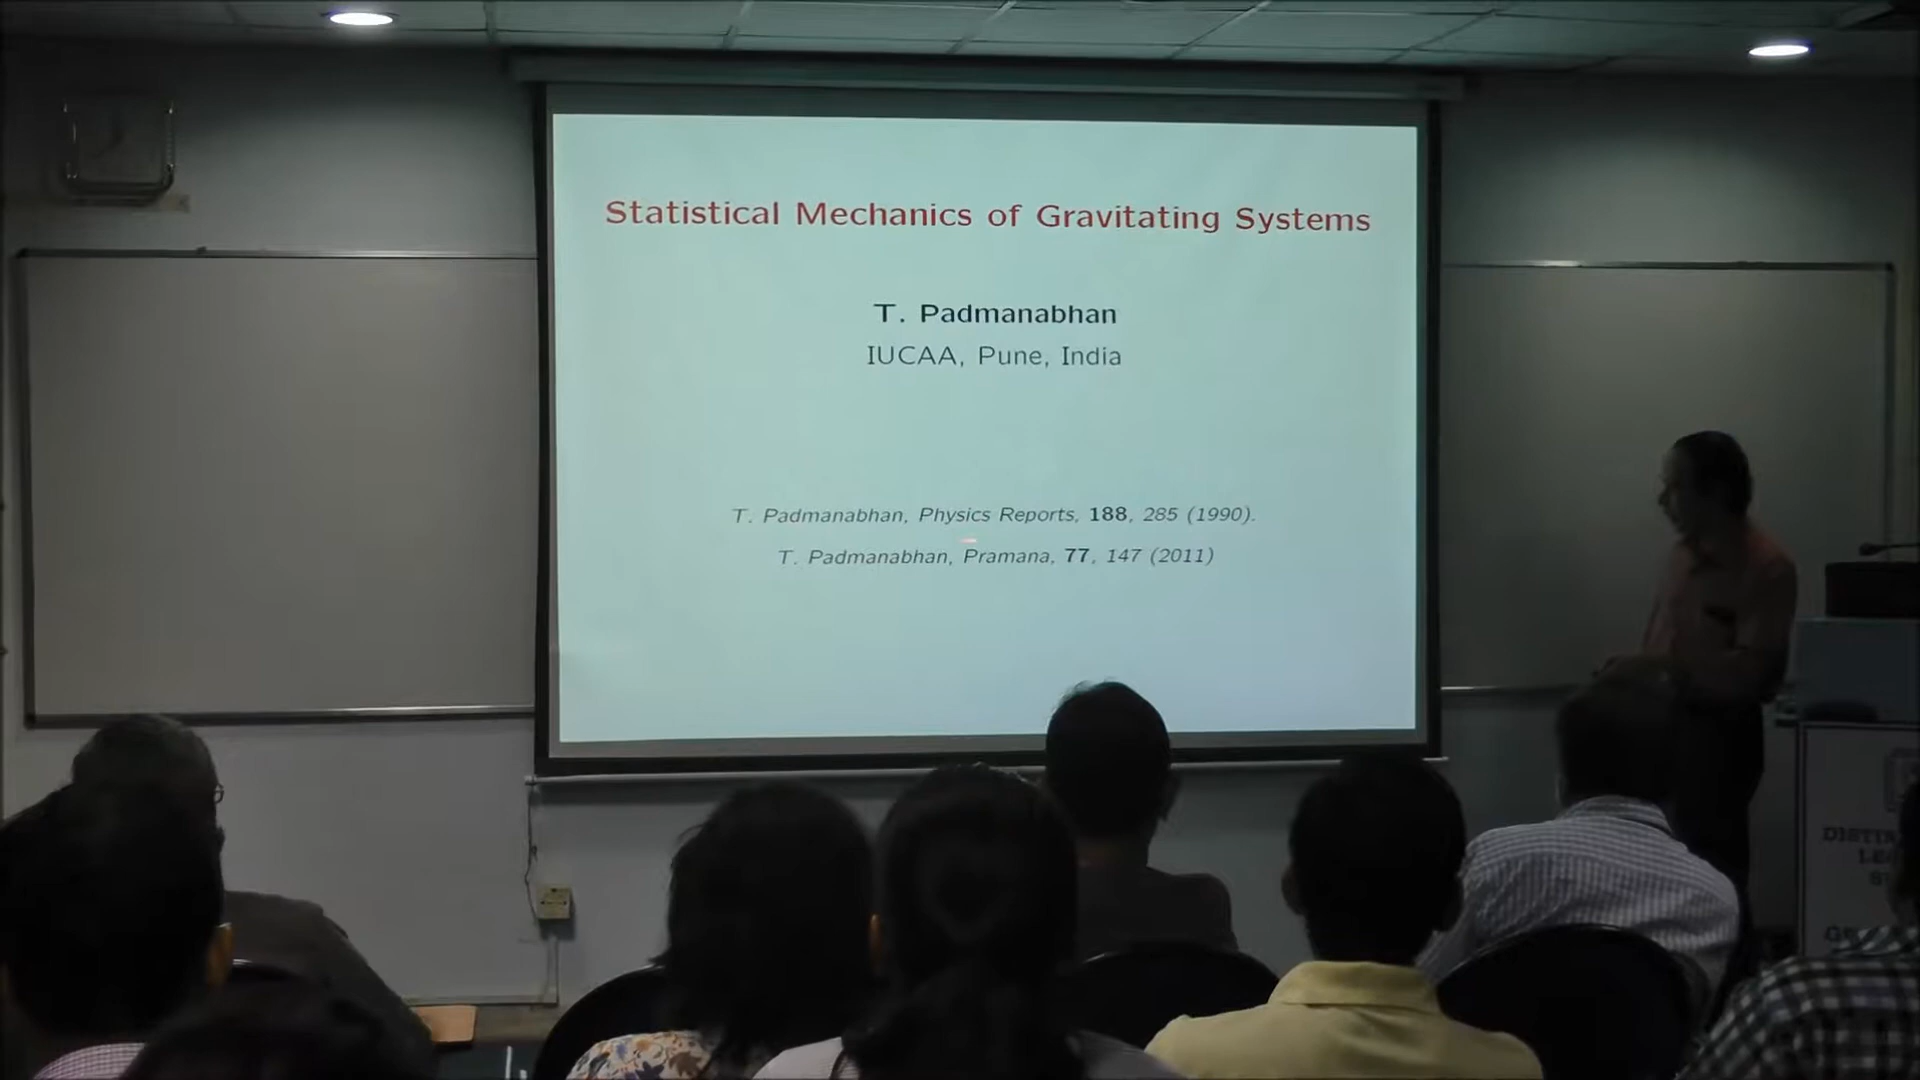 Statistical Mechanics of Gravitating Systems
T. Padmanabhan
IUCAA, Pune, India
T. Padmanabhan, Physics Reports, 188, 285 (1990).
T. Padmanabhan, Pramana, 77, 147 (2011)